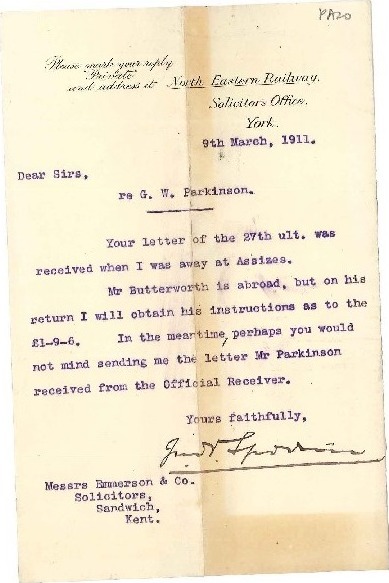 PA20
Please mark your reply
Private
and address it North Eastern Railway,
Solicitors Office,
York.
9th March, 1911.
Dear Sirs,
re G. W. Parkinson.
Your letter of the 27th ult. was
received when I was away at Assizes.
Mr Butterworth is abroad, but on his
return I will obtain his instructions as to the
£1-9-6. In the meantime, perhaps you would
not mind sending me the letter Mr Parkinson
received from the Official Receiver.
Yours faithfully,
Messrs Emmerson & Co.
Solicitors,
Sandwich,
Kent.